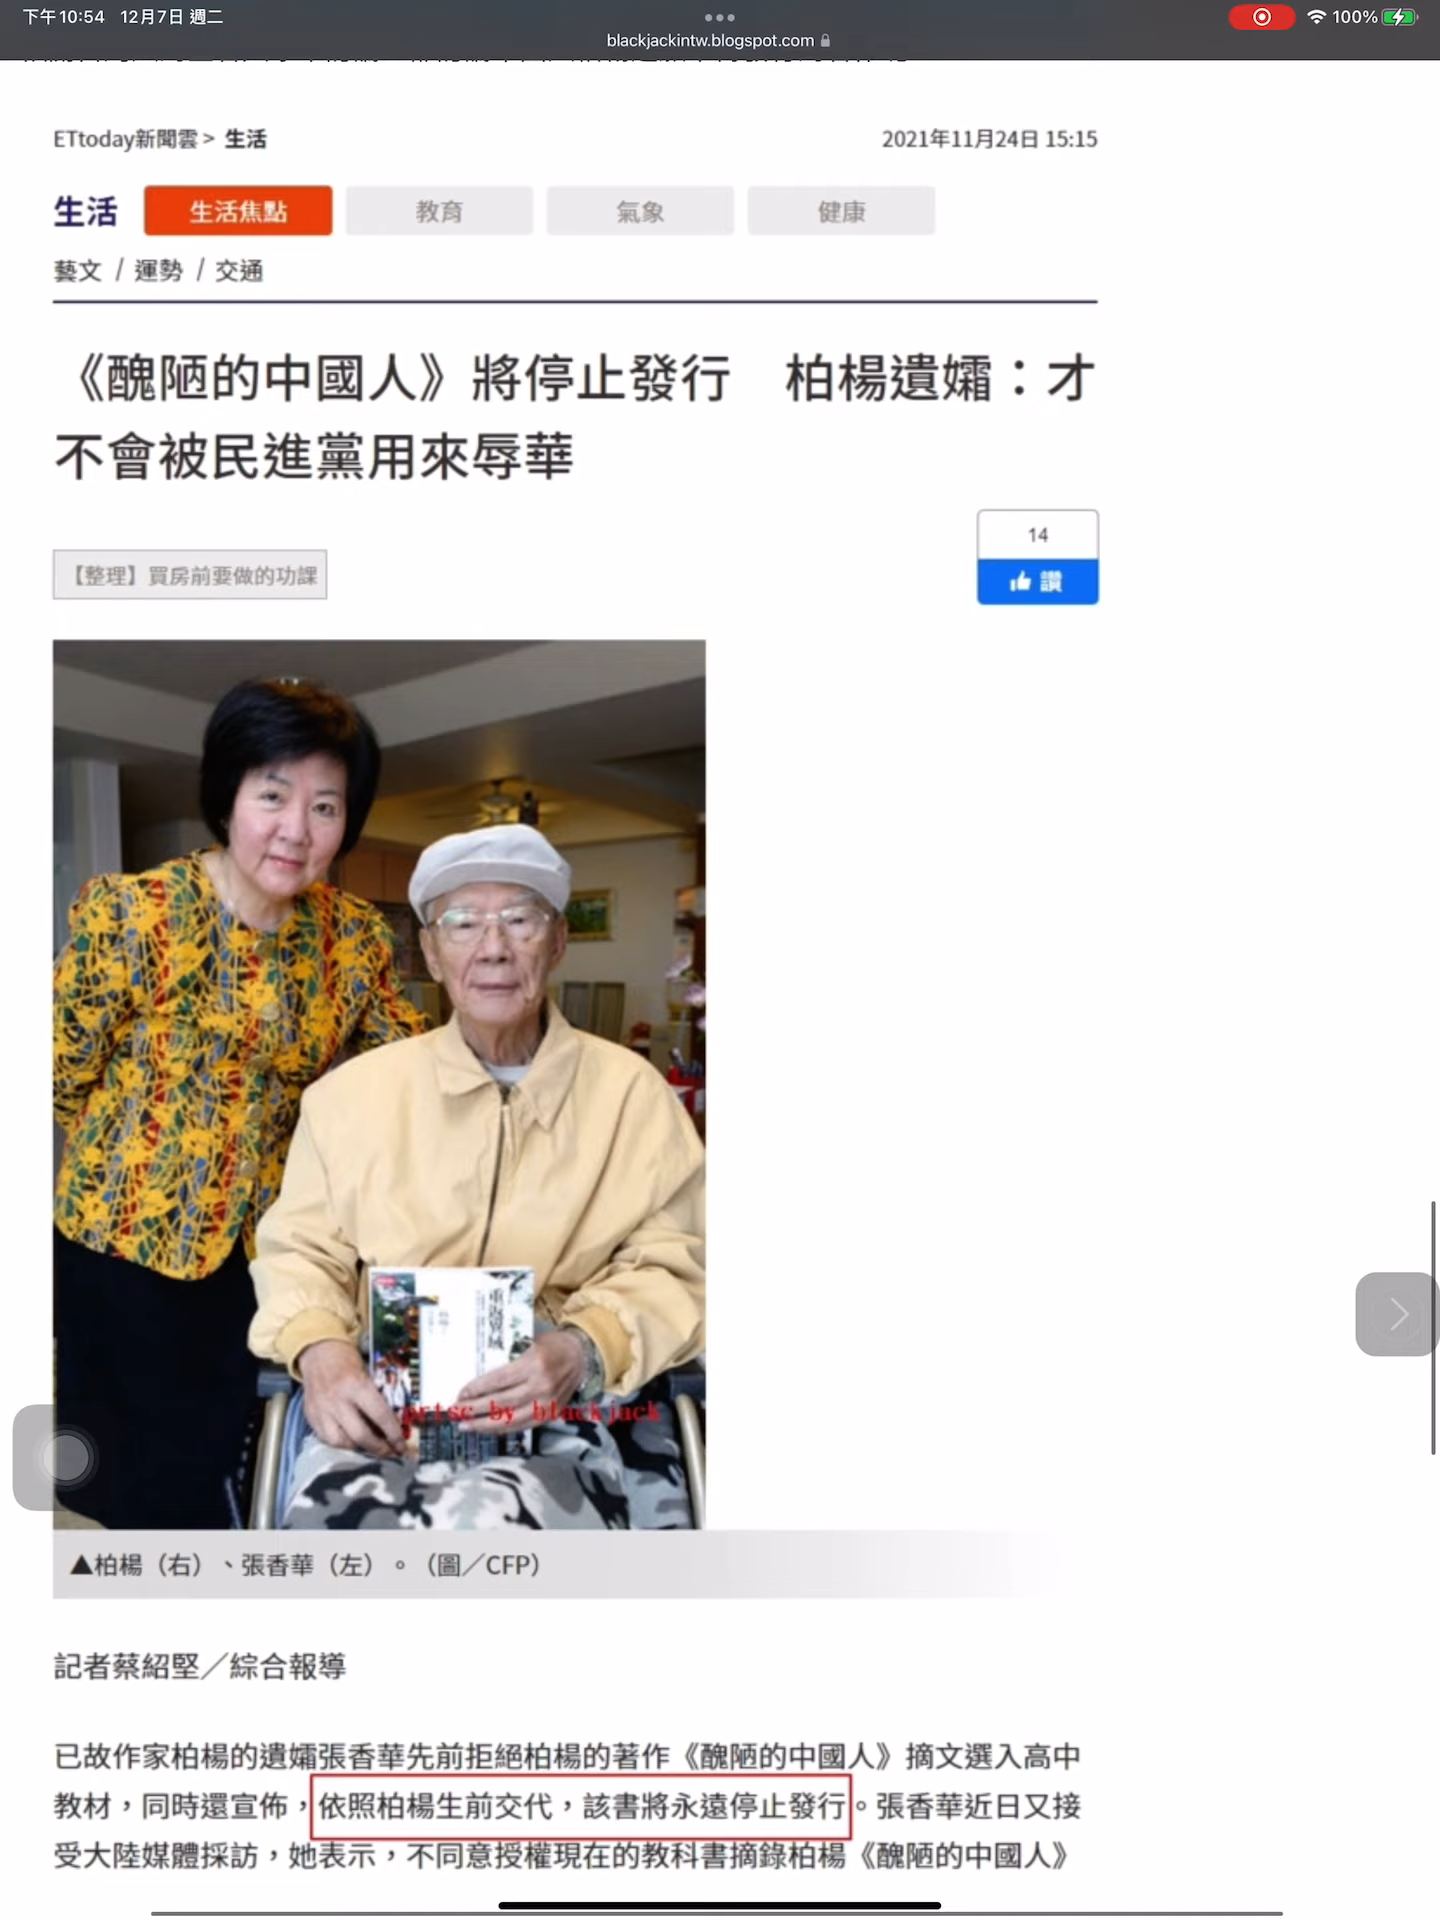 下午10:54 12月7日 週二
100%
blackjackintw.blogspot.com
ETtoday新聞雲 > 生活
2021年11月24日 15:15
生活 生活焦點 教育 氣象 健康
藝文 / 運勢 / 交通
《醜陋的中國人》將停止發行 柏楊遺孀：才
不會被民進黨用來辱華
14
讚
【整理】買房前要做的功課
重返異域
prtsc by blackjack
▲柏楊（右）、張香華（左）。（圖／CFP）
記者蔡紹堅／綜合報導
已故作家柏楊的遺孀張香華先前拒絕柏楊的著作《醜陋的中國人》摘文選入高中
教材，同時還宣佈，依照柏楊生前交代，該書將永遠停止發行。張香華近日又接
受大陸媒體採訪，她表示，不同意授權現在的教科書摘錄柏楊《醜陋的中國人》